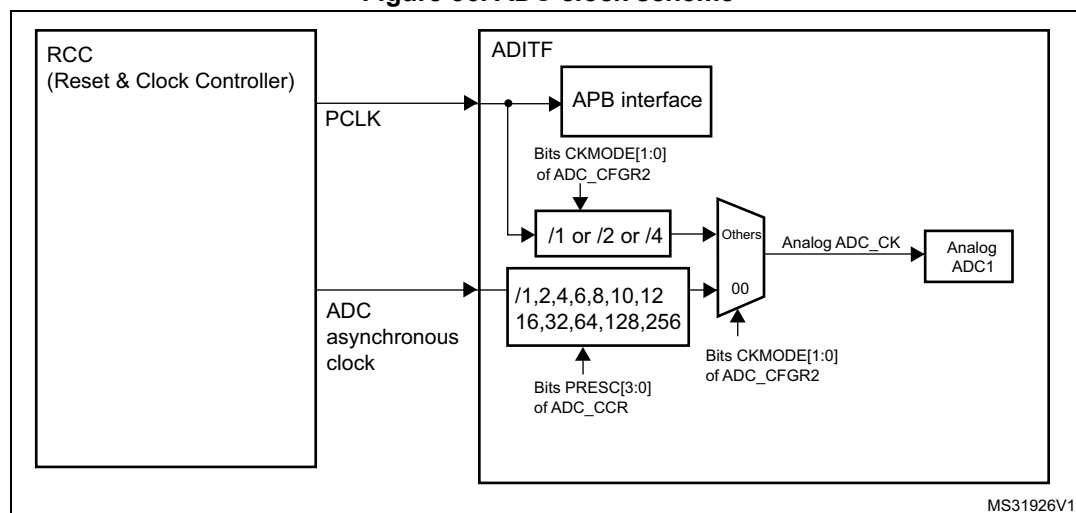 RCC
(Reset & Clock Controller)
ADITF
APB interface
PCLK
Bits CKMODE[1:0]
of ADC_CFGR2
/1 or /2 or /4
Others
00
Analog ADC_CK
Analog
ADC1
/1,2,4,6,8,10,12
16,32,64,128,256
ADC
asynchronous
clock
Bits CKMODE[1:0]
of ADC_CFGR2
Bits PRESC[3:0]
of ADC_CCR
MS31926V1